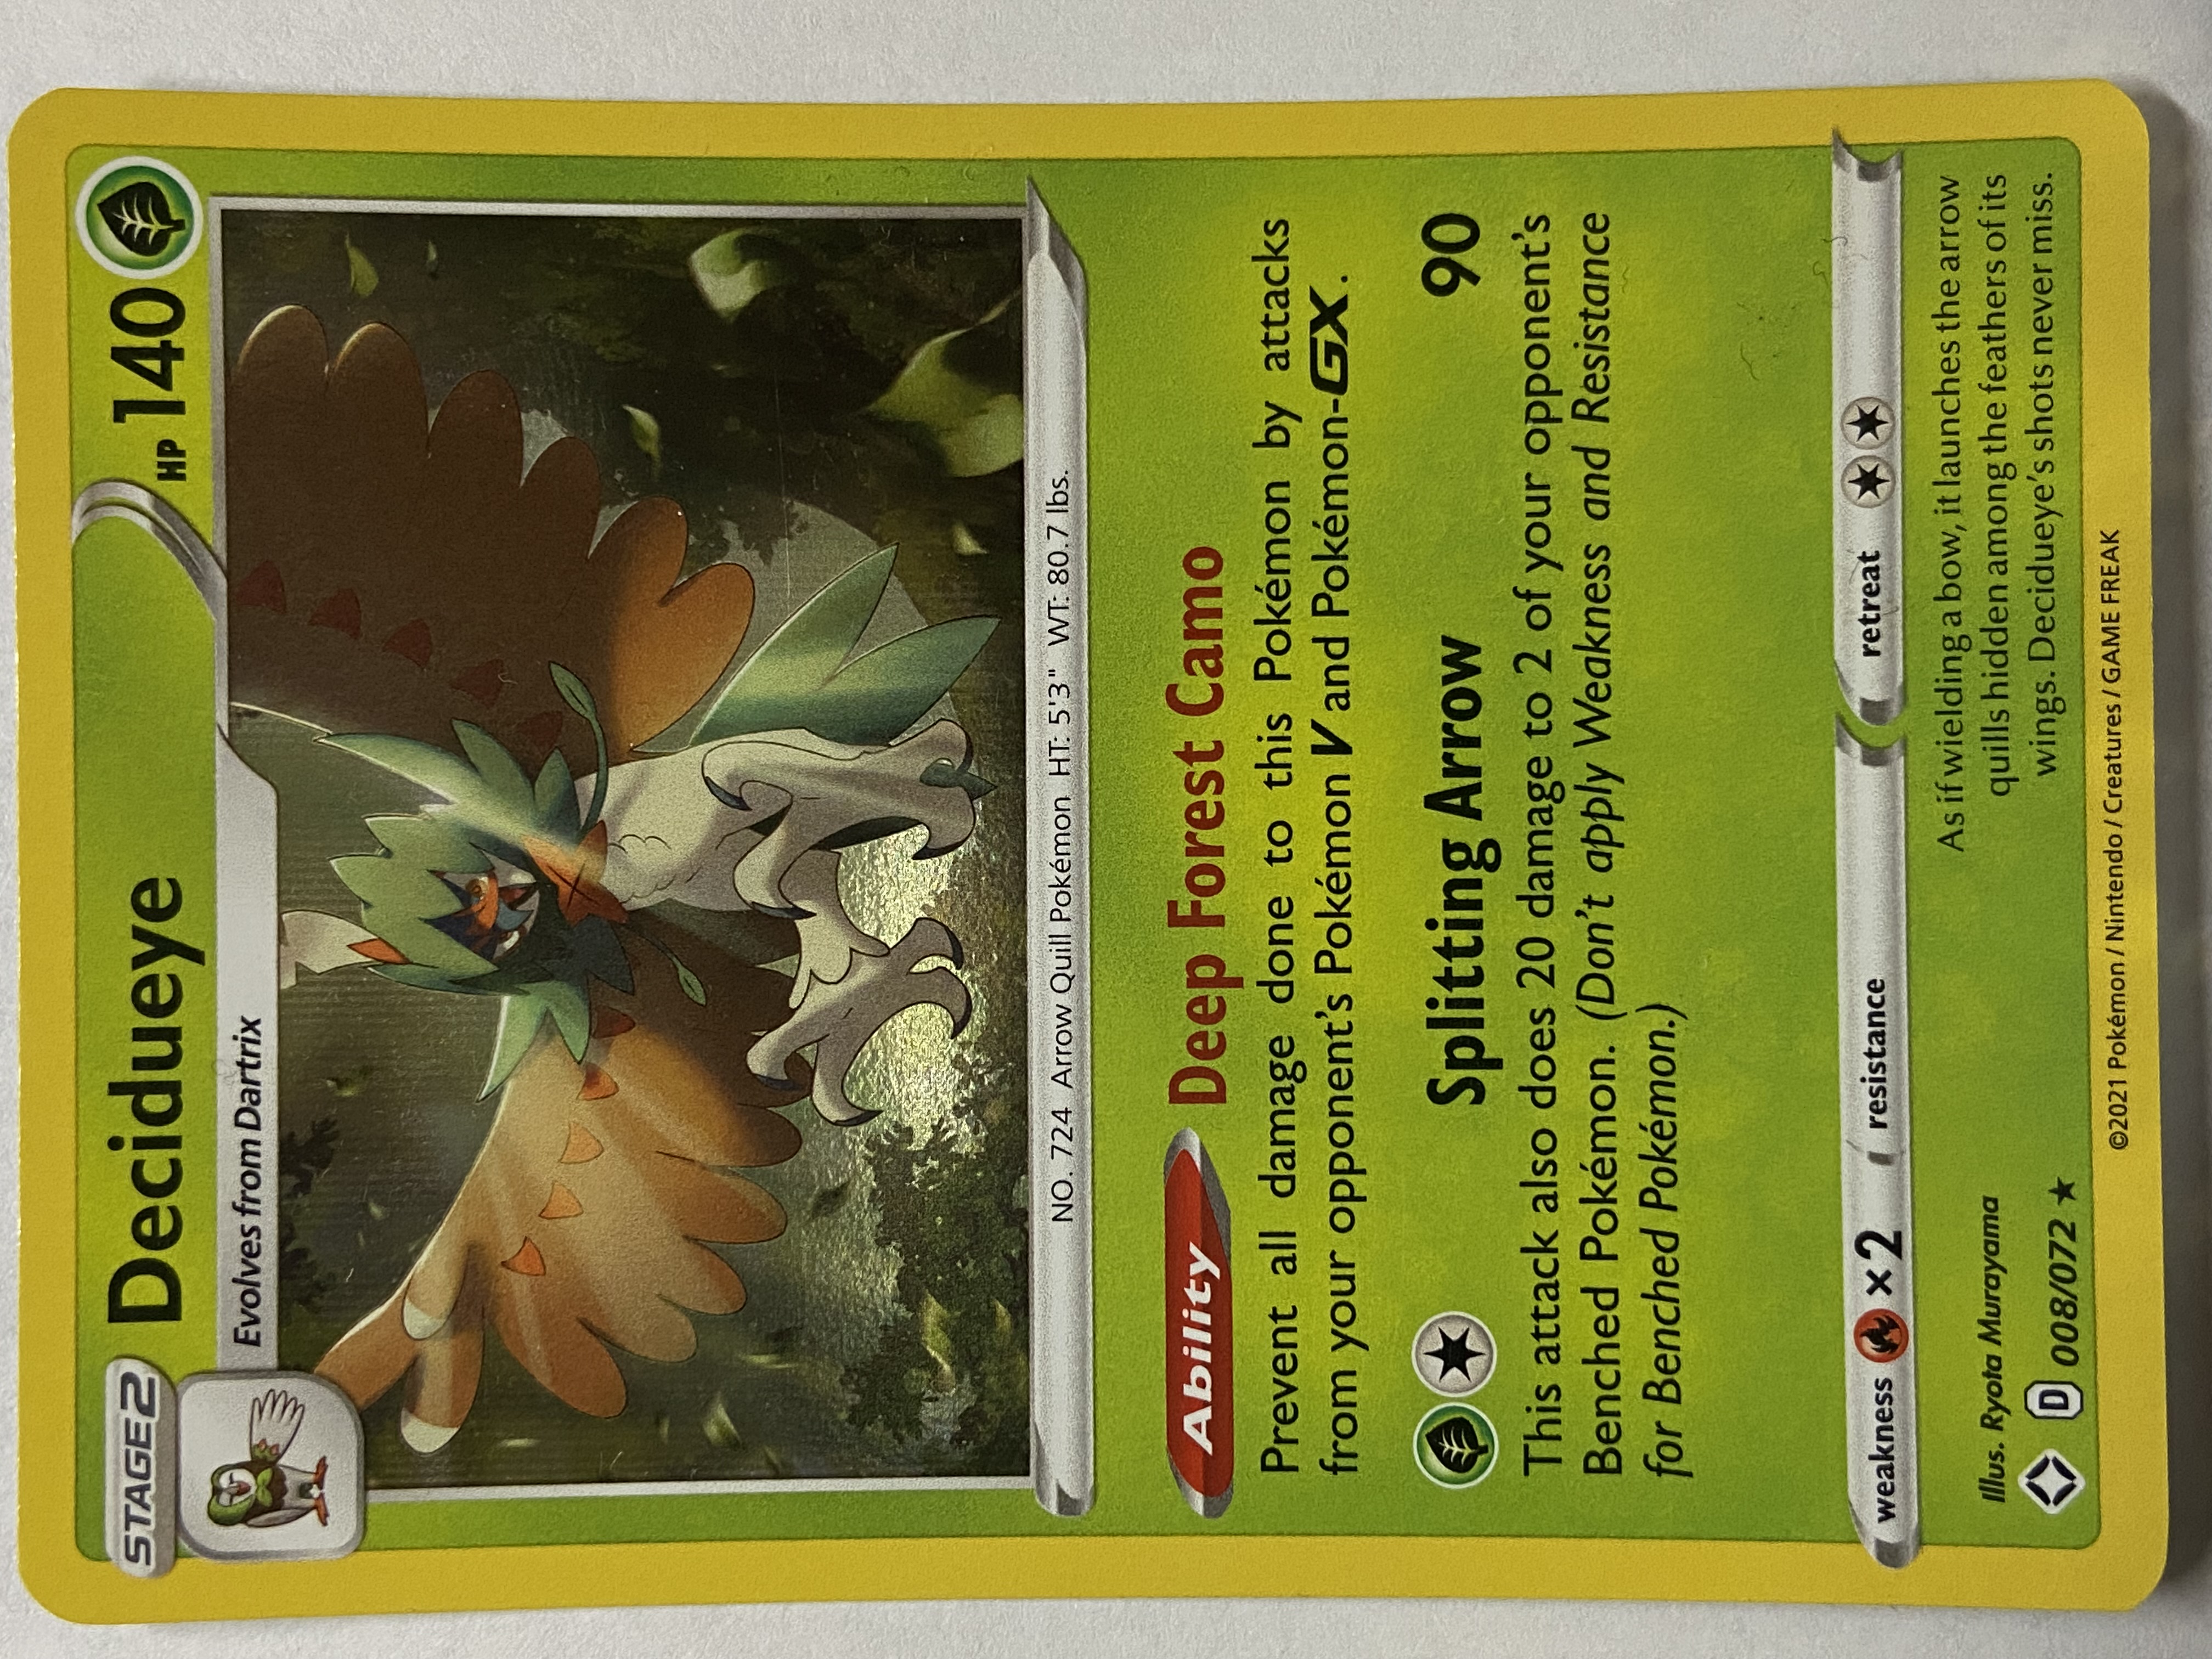 STAGE2
Decidueye
HP 140
Evolves from Dartrix
NO. 724 Arrow Quill Pokémon HT: 5'3" WT: 80.7 lbs.
Ability Deep Forest Camo
Prevent all damage done to this Pokémon by attacks
from your opponent's Pokémon V and Pokémon-GX.
Splitting Arrow 90
This attack also does 20 damage to 2 of your opponent's
Benched Pokémon. (Don't apply Weakness and Resistance
for Benched Pokémon.)
weakness ×2 resistance retreat
As if wielding a bow, it launches the arrow
quills hidden among the feathers of its
wings. Decidueye's shots never miss.
Illus. Ryota Murayama
D 008/072 ★
©2021 Pokémon / Nintendo / Creatures / GAME FREAK